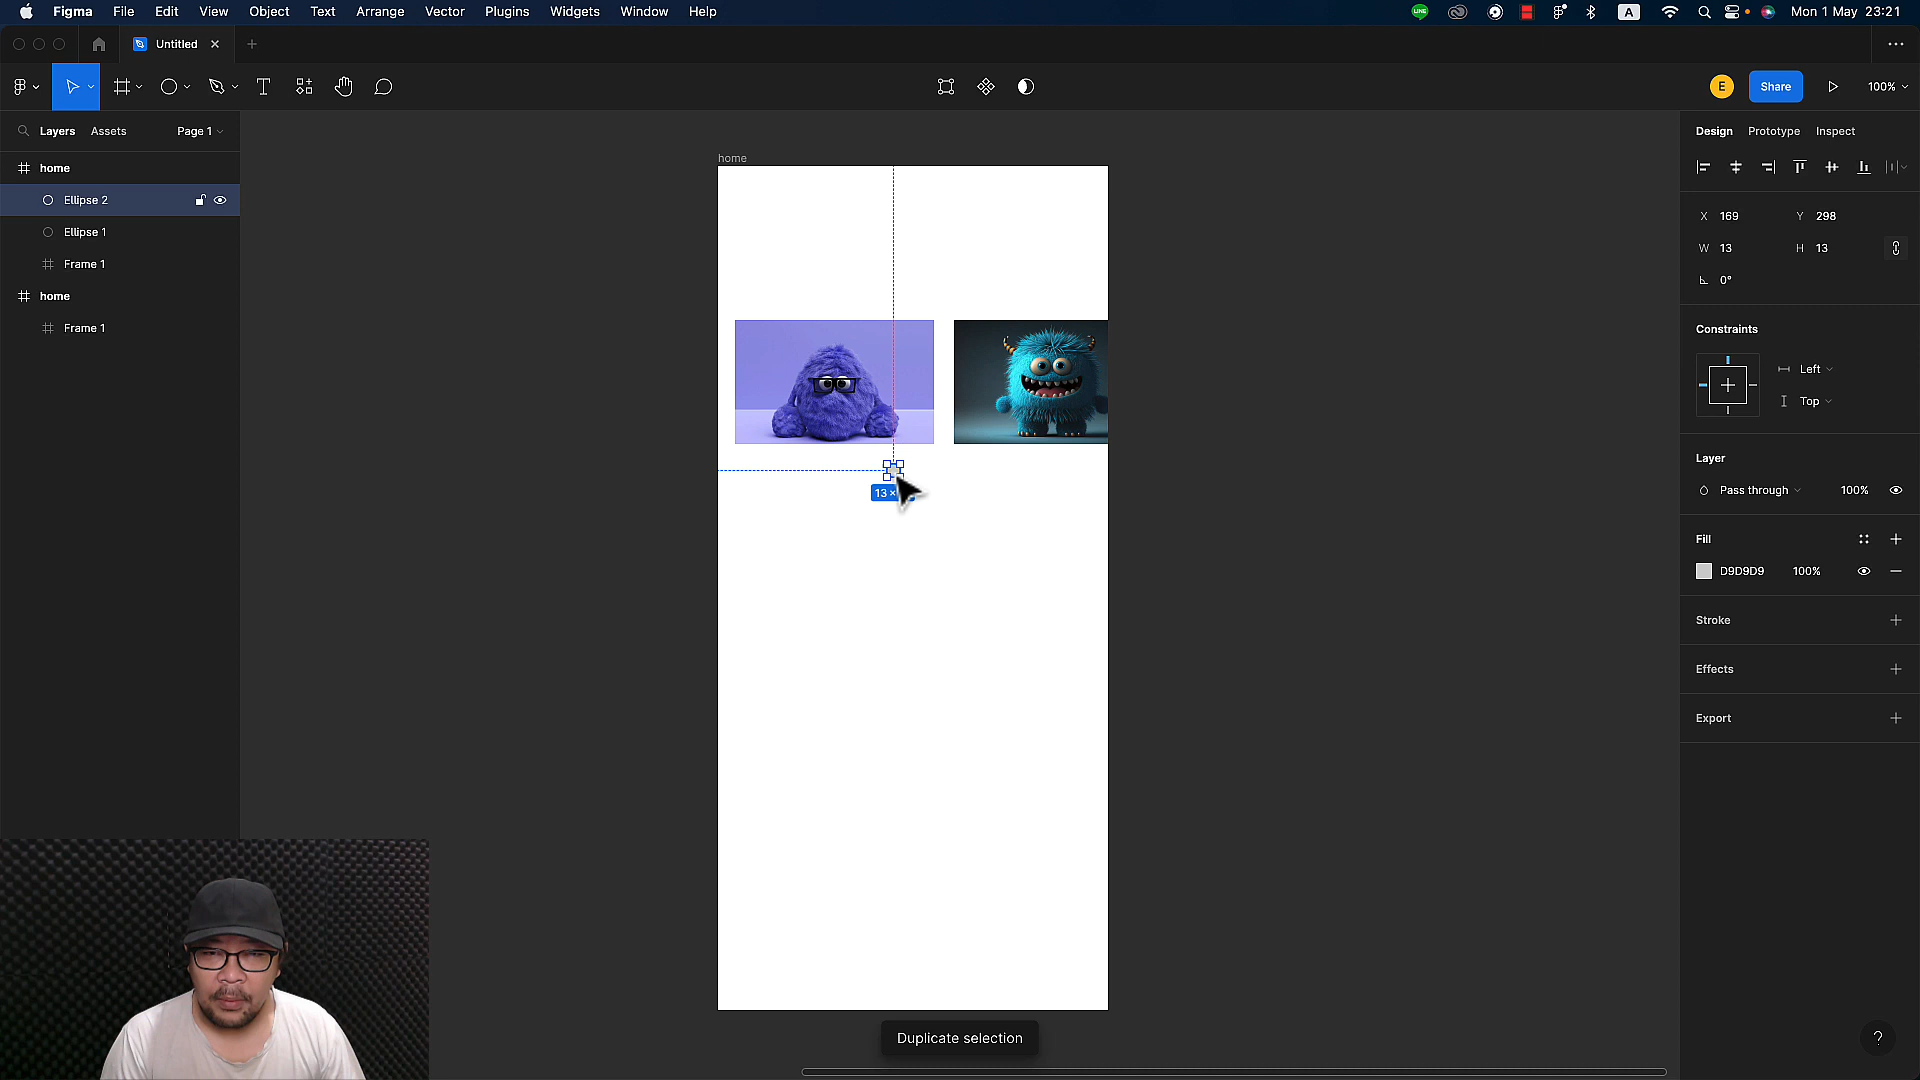 Figma File Edit View Object Text Arrange Vector Plugins Widgets Window Help
LINE A Mon 1 May 23:21
Untitled
E Share 100%
Layers Assets Page 1
Design Prototype Inspect
home
Ellipse 2
Ellipse 1
Frame 1
home
Frame 1
home
13 ×
X 169 Y 298
W 13 H 13
0°
Constraints
Left
Top
Layer
Pass through 100%
Fill
D9D9D9 100%
Stroke
Effects
Export
Duplicate selection
?